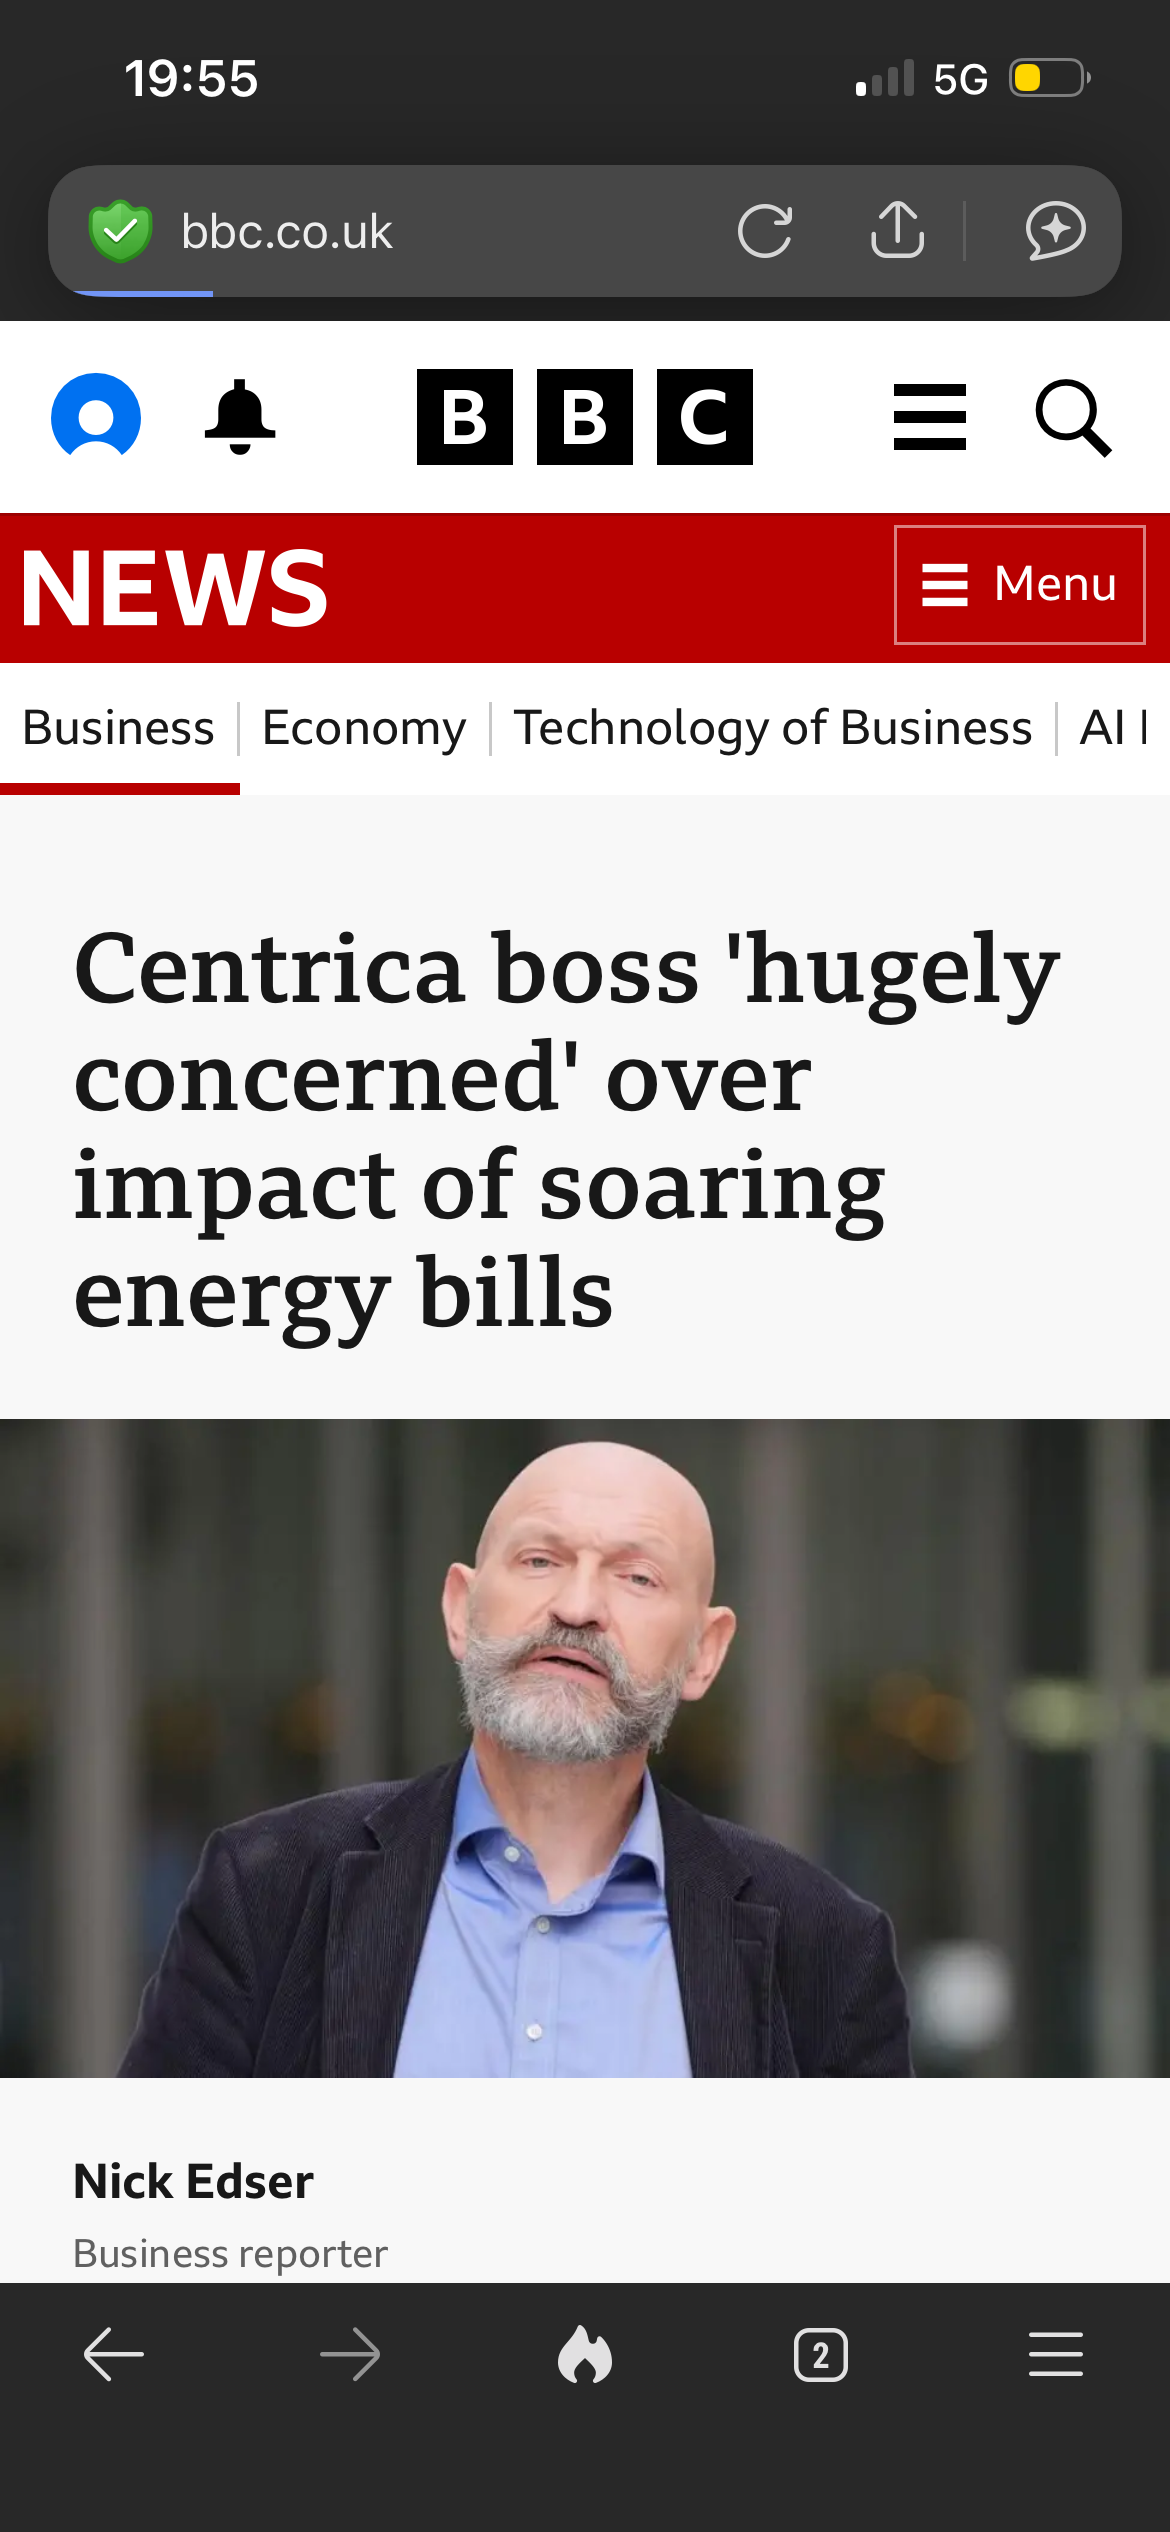 19:55
5G
bbc.co.uk
BBC
NEWS
Menu
Business
Economy
Technology of Business
AI
Centrica boss 'hugely
concerned' over
impact of soaring
energy bills
Nick Edser
Business reporter
2